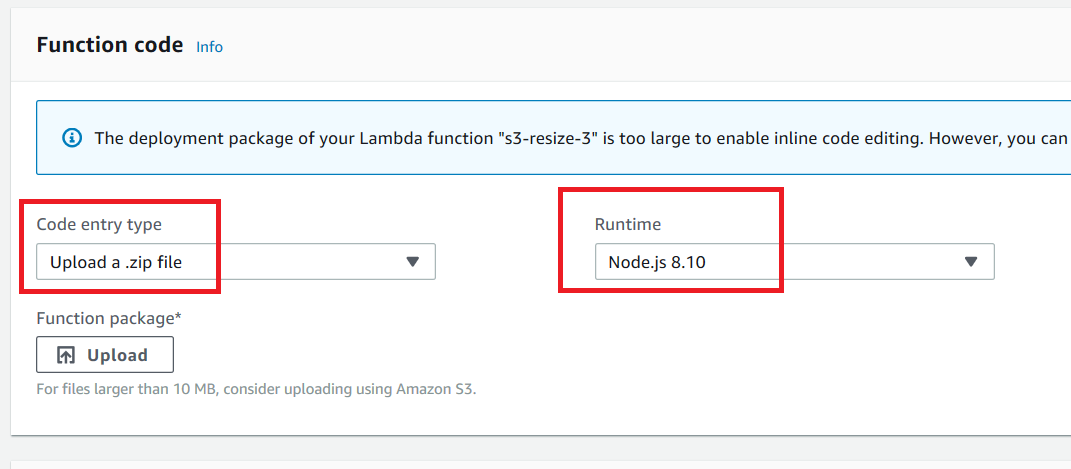 Function code Info
The deployment package of your Lambda function "s3-resize-3" is too large to enable inline code editing. However, you can
Code entry type Runtime
Upload a .zip file Node.js 8.10
Function package*
Upload
For files larger than 10 MB, consider uploading using Amazon S3.